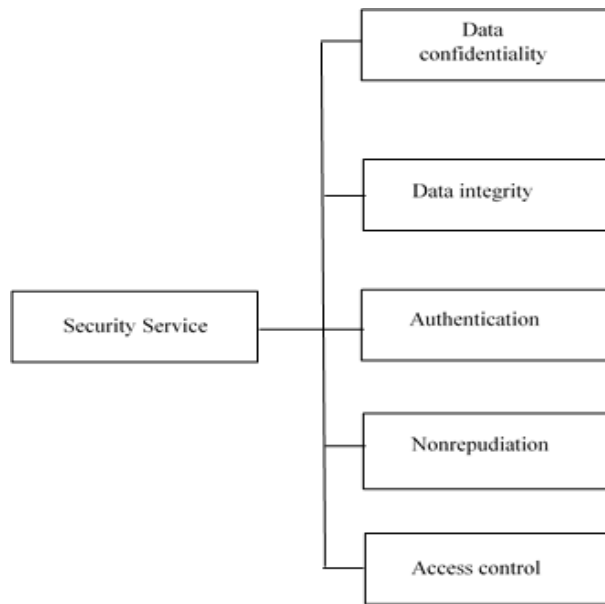 Data
confidentiality
Data integrity
Security Service
Authentication
Nonrepudiation
Access control